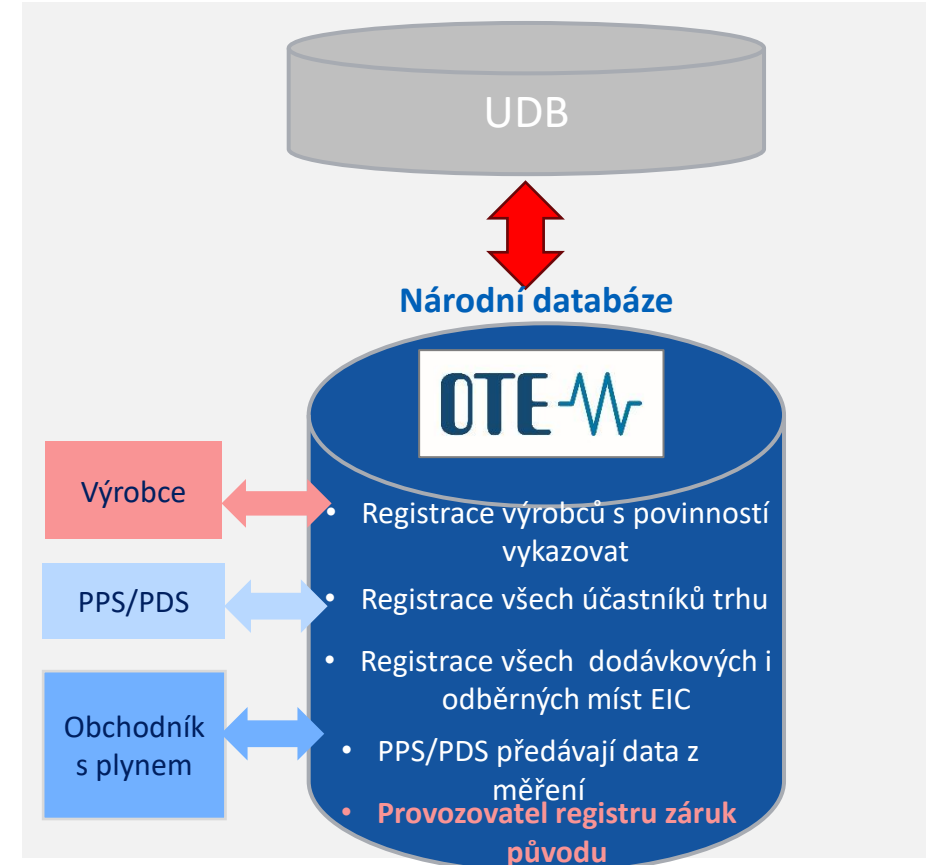 UDB
Národní databáze
OTE
Výrobce
PPS/PDS
Obchodník
s plynem
• Registrace výrobců s povinností
vykazovat
• Registrace všech účastníků trhu
• Registrace všech dodávkových i
odběrných míst EIC
• PPS/PDS předávají data z
měření
• Provozovatel registru záruk
původu